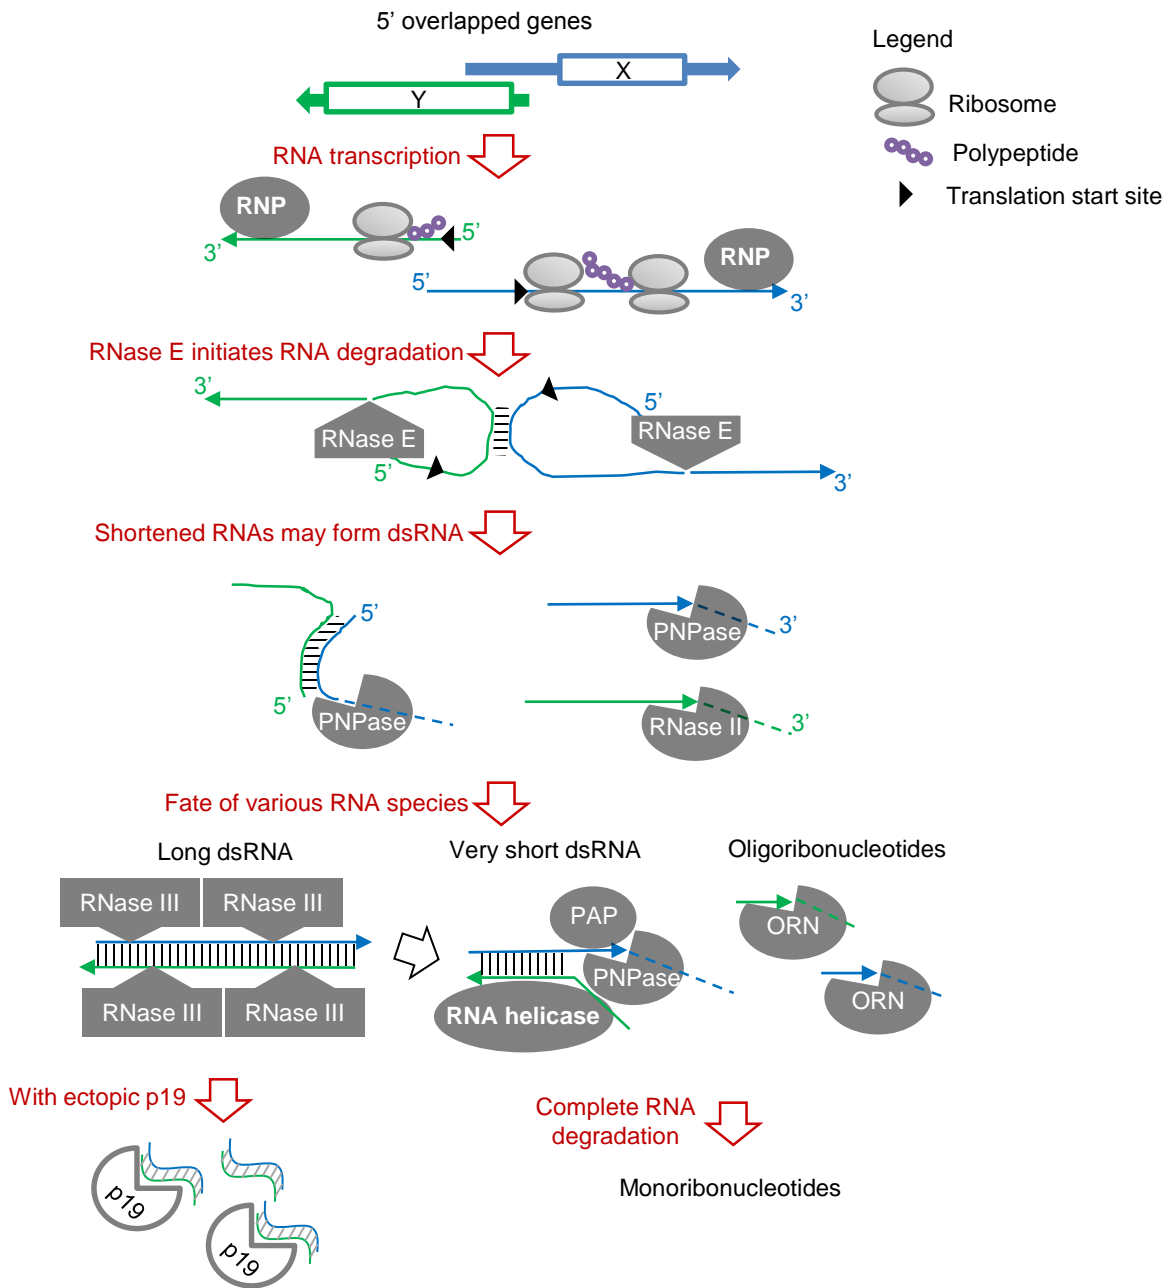 5’ overlapped genes
Legend
X
Y
Ribosome
Polypeptide
Translation start site
RNA transcription
RNP
5’
3’
RNP
5’
3’
RNase E initiates RNA degradation
3’
5’
RNase E
RNase E
5’
3’
Shortened RNAs may form dsRNA
5’
3’
PNPase
5’
PNPase
RNase II
3’
Fate of various RNA species
Long dsRNA
Very short dsRNA
Oligoribonucleotides
RNase III
RNase III
PAP
ORN
PNPase
ORN
RNase III
RNase III
RNA helicase
With ectopic p19
Complete RNA
degradation
p19
Monoribonucleotides
p19